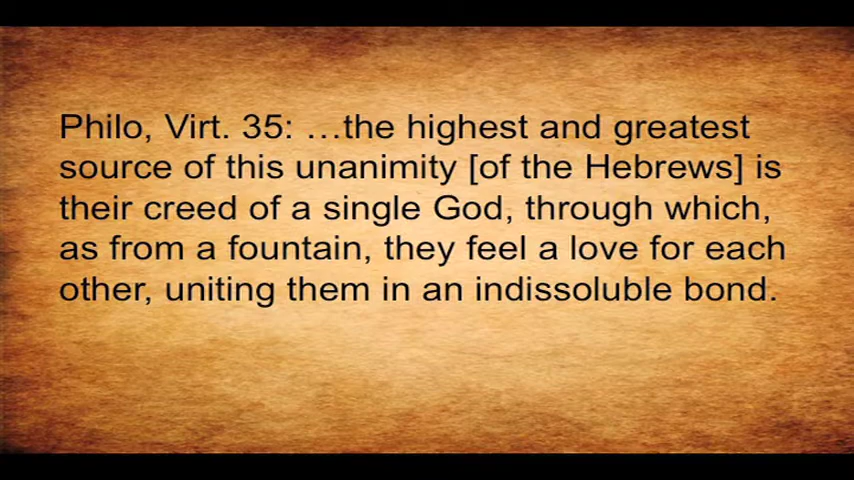 Philo, Virt. 35: …the highest and greatest
source of this unanimity [of the Hebrews] is
their creed of a single God, through which,
as from a fountain, they feel a love for each
other, uniting them in an indissoluble bond.